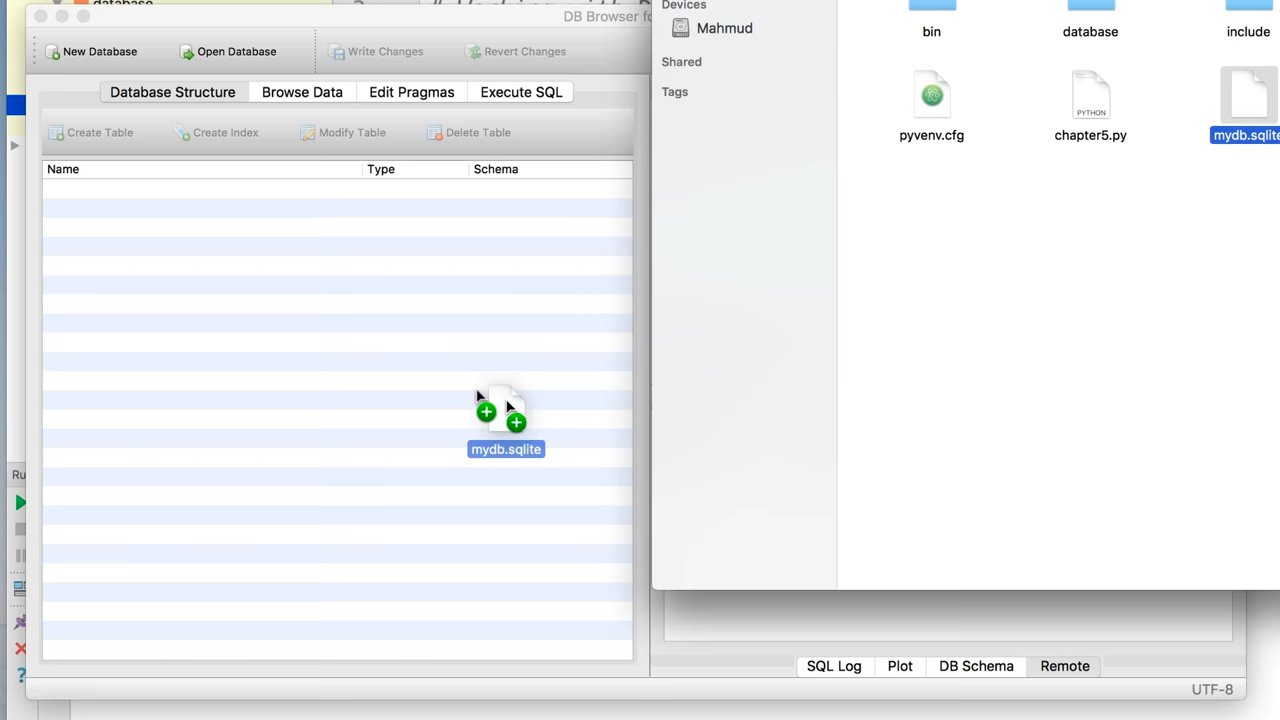 database
DB Browser fo
New Database
Open Database
Write Changes
Revert Changes
Database Structure
Browse Data
Edit Pragmas
Execute SQL
Create Table
Create Index
Modify Table
Delete Table
Name
Type
Schema
mydb.sqlite
Ru
Devices
Mahmud
Shared
Tags
bin
database
include
PYTHON
pyvenv.cfg
chapter5.py
mydb.sqlite
SQL Log
Plot
DB Schema
Remote
UTF-8